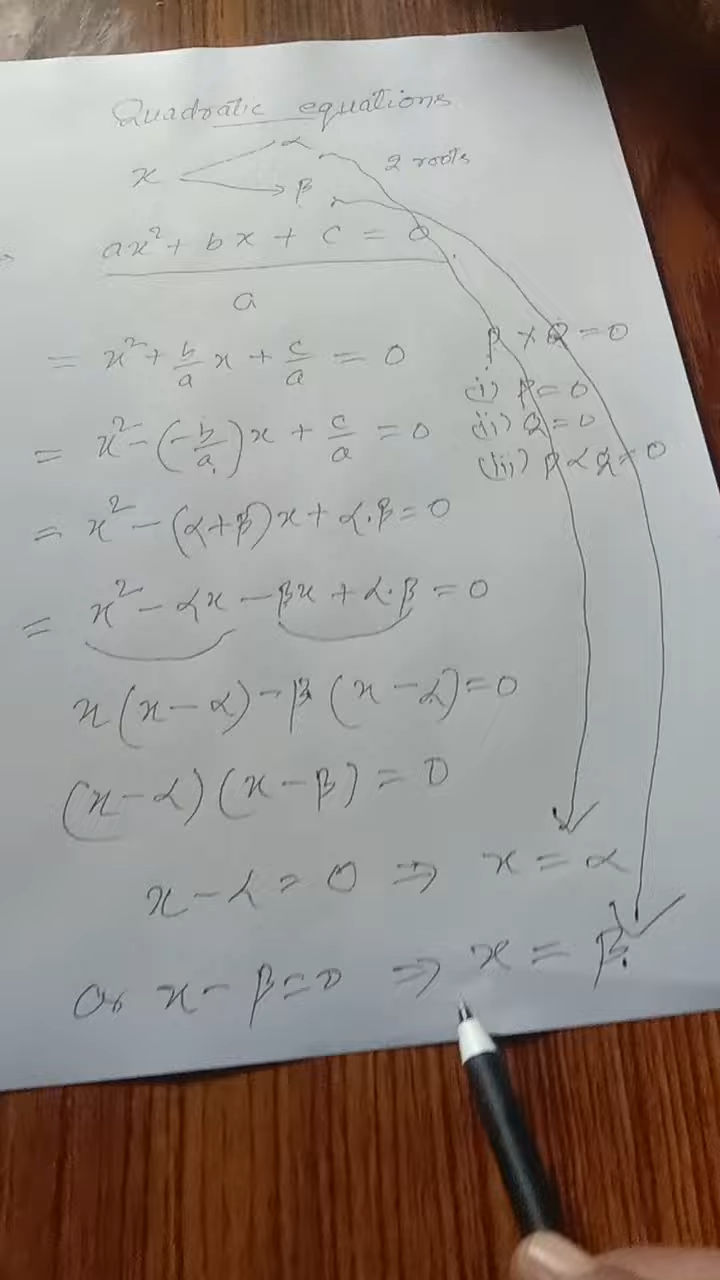 Quadratic equations
x α 2 roots
β
ax² + bx + c = 0
a
= x² + b/a x + c/a = 0
P × Q = 0
(i) P = 0
= x² - (-b/a) x + c/a = 0
(ii) Q = 0
(iii) P & Q = 0
= x² - (α+β)x + α.β = 0
= x² - αx - βx + α.β = 0
x(x-α) - β(x-α) = 0
(x-α)(x-β) = 0
x-α = 0 ⇒ x = α
Or x-β = 0 ⇒ x = β.